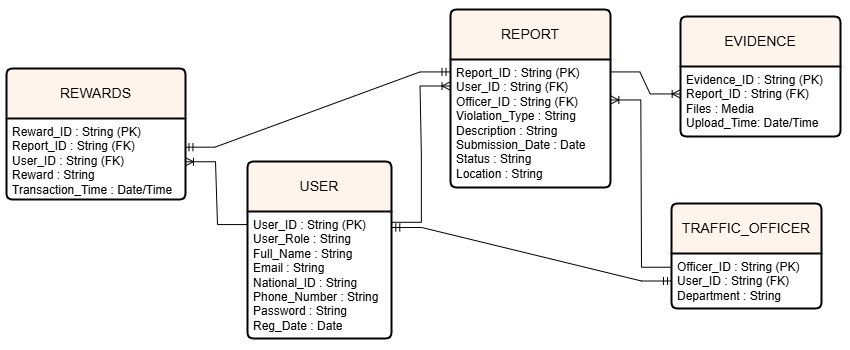 REWARDS
Reward_ID : String (PK)
Report_ID : String (FK)
User_ID : String (FK)
Reward : String
Transaction_Time : Date/Time
USER
User_ID : String (PK)
User_Role : String
Full_Name : String
Email : String
National_ID : String
Phone_Number : String
Password : String
Reg_Date : Date
REPORT
Report_ID : String (PK)
User_ID : String (FK)
Officer_ID : String (FK)
Violation_Type : String
Description : String
Submission_Date : Date
Status : String
Location : String
EVIDENCE
Evidence_ID : String (PK)
Report_ID : String (FK)
Files : Media
Upload_Time: Date/Time
TRAFFIC_OFFICER
Officer_ID : String (PK)
User_ID : String (FK)
Department : String